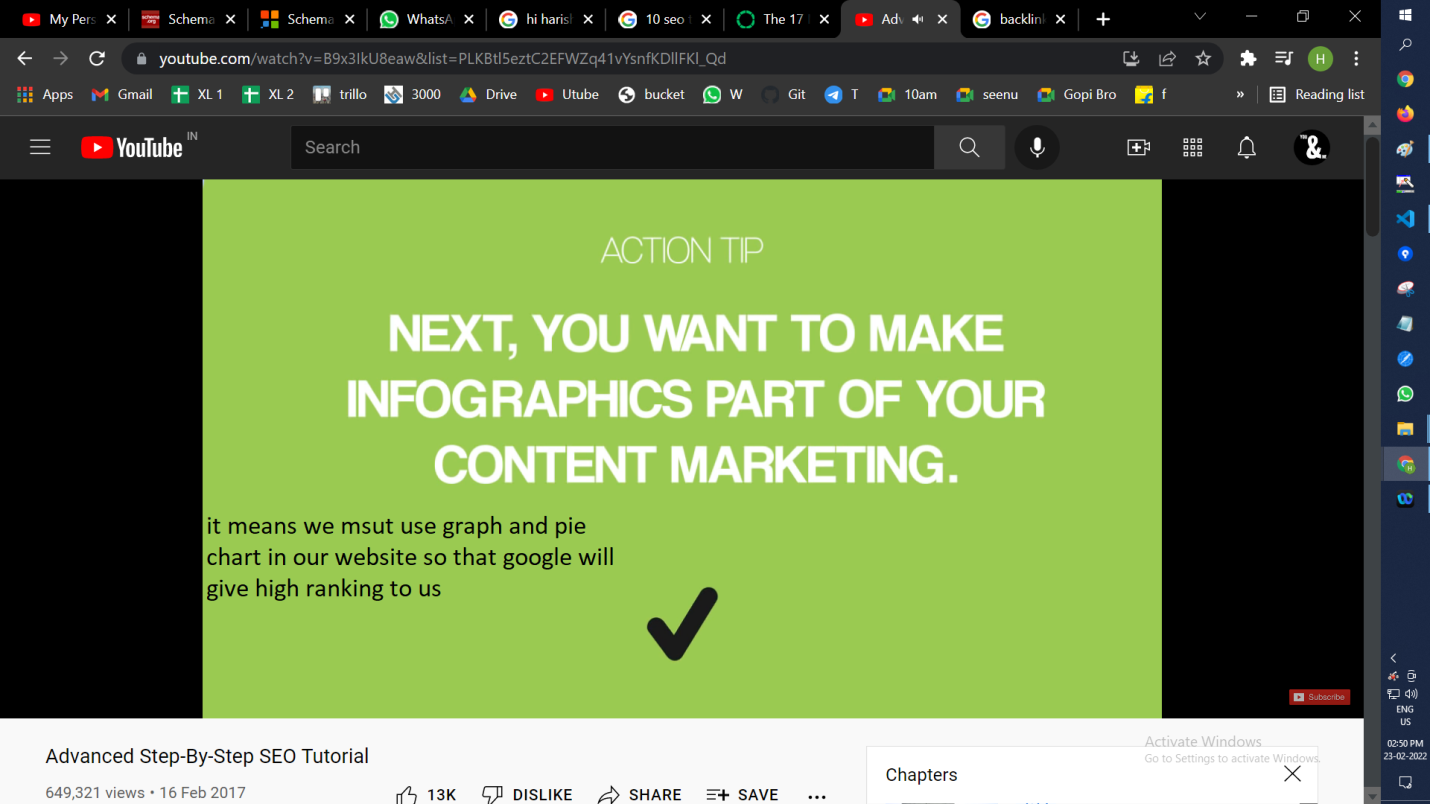 My Pers
Schema
Schema
WhatsA
hi haris
10 seo
The 17
Adv
backlin
youtube.com/watch?v=B9x3IkU8eaw&list=PLKBtl5eztC2EFWZq41vYsnfKDllFKl_Qd
H
Apps
Gmail
XL 1
XL 2
trillo
3000
Drive
Utube
bucket
W
Git
T
10am
seenu
Gopi Bro
f
»
Reading list
YouTube IN
Search
ACTION TIP
NEXT, YOU WANT TO MAKE
INFOGRAPHICS PART OF YOUR
CONTENT MARKETING.
it means we msut use graph and pie
chart in our website so that google will
give high ranking to us
Subscribe
Advanced Step-By-Step SEO Tutorial
649,321 views • 16 Feb 2017
13K
DISLIKE
SHARE
SAVE
Chapters
Activate Windows
Go to Settings to activate Windows.
ENG
US
02:50 PM
23-02-2022